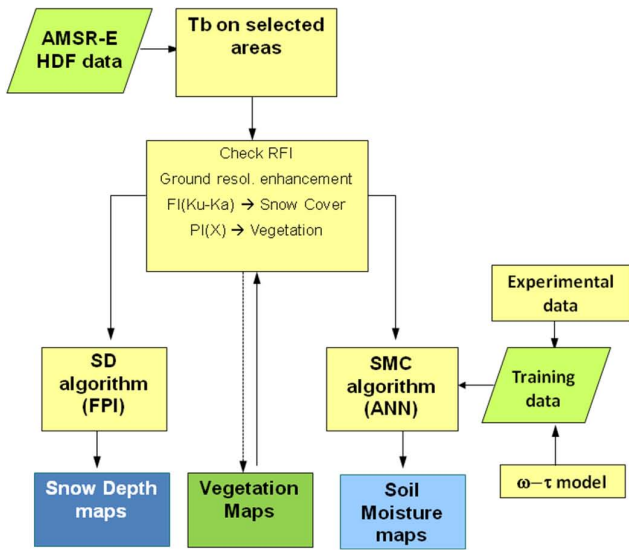 AMSR-E
HDF data
Tb on selected
areas
Check RFI
Ground resol. enhancement
FI(Ku-Ka) → Snow Cover
PI(X) → Vegetation
Experimental
data
SD
algorithm
(FPI)
SMC
algorithm
(ANN)
Training
data
Snow Depth
maps
Vegetation
Maps
Soil
Moisture maps
ω−τ model